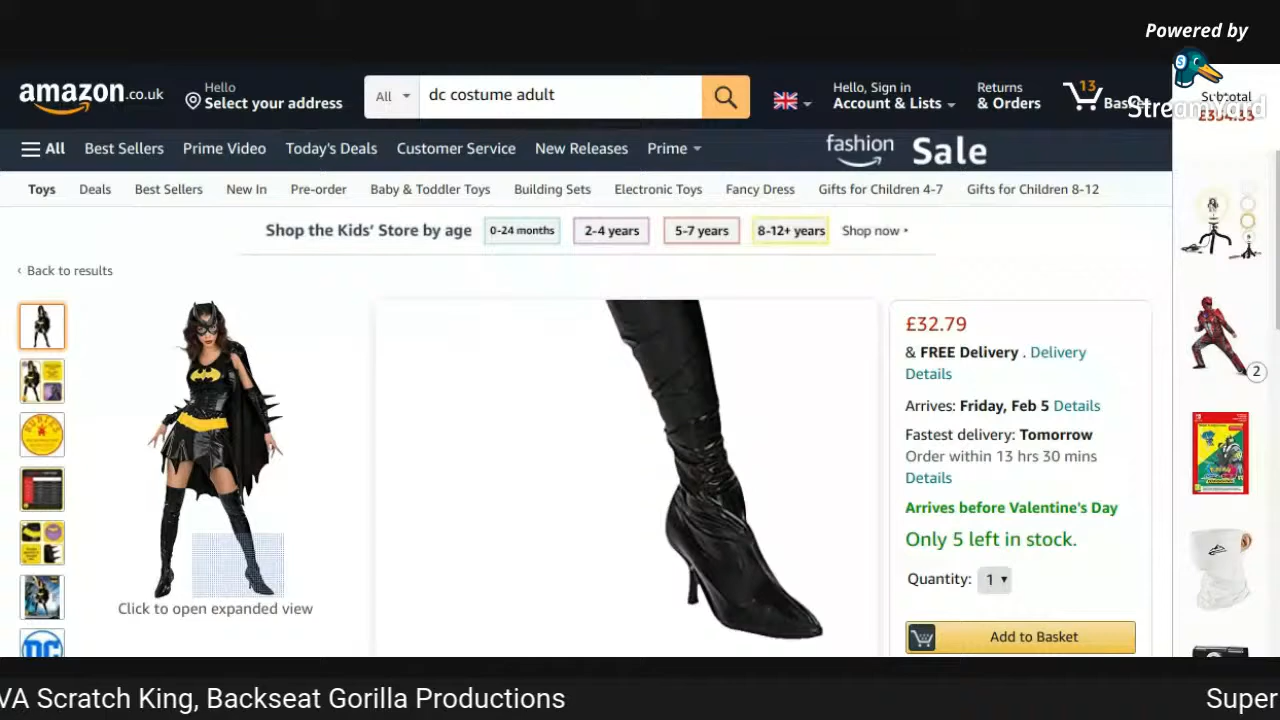 Powered by
StreamYard
amazon.co.uk
Hello
Select your address
All
dc costume adult
Hello, Sign in
Account & Lists
Returns
& Orders
13
Subtotal
All
Best Sellers
Prime Video
Today's Deals
Customer Service
New Releases
Prime
fashion Sale
Toys
Deals
Best Sellers
New In
Pre-order
Baby & Toddler Toys
Building Sets
Electronic Toys
Fancy Dress
Gifts for Children 4-7
Gifts for Children 8-12
Shop the Kids' Store by age
0-24 months
2-4 years
5-7 years
8-12+ years
Shop now
‹ Back to results
£32.79
& FREE Delivery . Delivery
Details
Arrives: Friday, Feb 5 Details
Fastest delivery: Tomorrow
Order within 13 hrs 30 mins
Details
Arrives before Valentine's Day
Only 5 left in stock.
Quantity: 1
Add to Basket
2
Click to open expanded view
DC
VA Scratch King, Backseat Gorilla Productions
Super